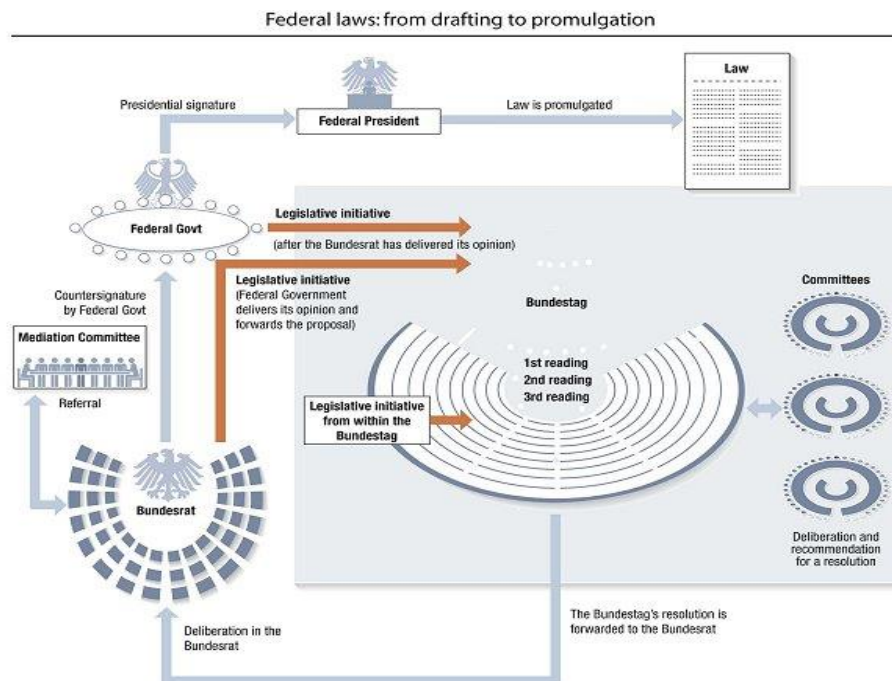 Federal laws: from drafting to promulgation
Presidential signature
Federal President
Law is promulgated
Law
Federal Govt
Legislative initiative
(after the Bundesrat has delivered its opinion)
Legislative initiative
(Federal Government
delivers its opinion and
forwards the proposal)
Countersignature
by Federal Govt
Mediation Committee
Referral
Bundesrat
Bundestag
1st reading
2nd reading
3rd reading
Legislative initiative
from within the
Bundestag
Committees
Deliberation and
recommendation
for a resolution
The Bundestag's resolution is
forwarded to the Bundesrat
Deliberation in the
Bundesrat